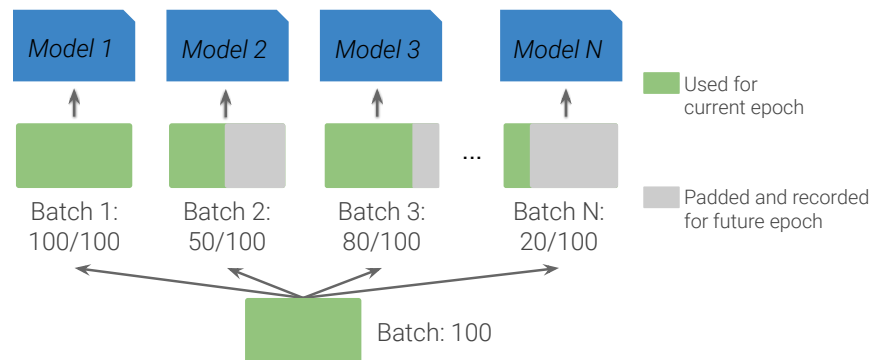 Model 1
Model 2
Model 3
Model N
Used for
current epoch
...
Padded and recorded
for future epoch
Batch 1:
100/100
Batch 2:
50/100
Batch 3:
80/100
Batch N:
20/100
Batch: 100